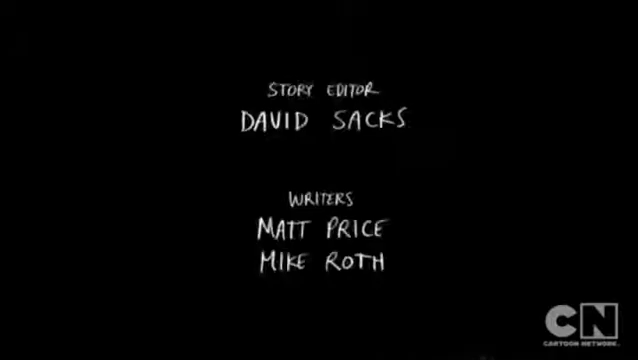 STORY EDITOR
DAVID SACKS
WRITERS
MATT PRICE
MIKE ROTH
CN
CARTOON NETWORK.